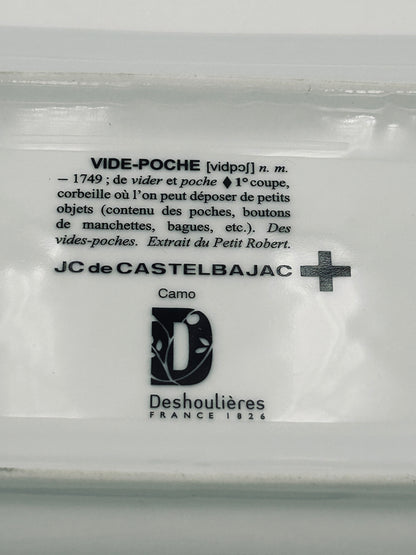 VIDE-POCHE [vidpɔʃ] n. m.
– 1749 ; de vider et poche ♦ 1° coupe,
corbeille où l'on peut déposer de petits
objets (contenu des poches, boutons
de manchettes, bagues, etc.). Des
vides-poches. Extrait du Petit Robert.
JC de CASTELBAJAC
Camo
D
Deshoulières
FRANCE 1826